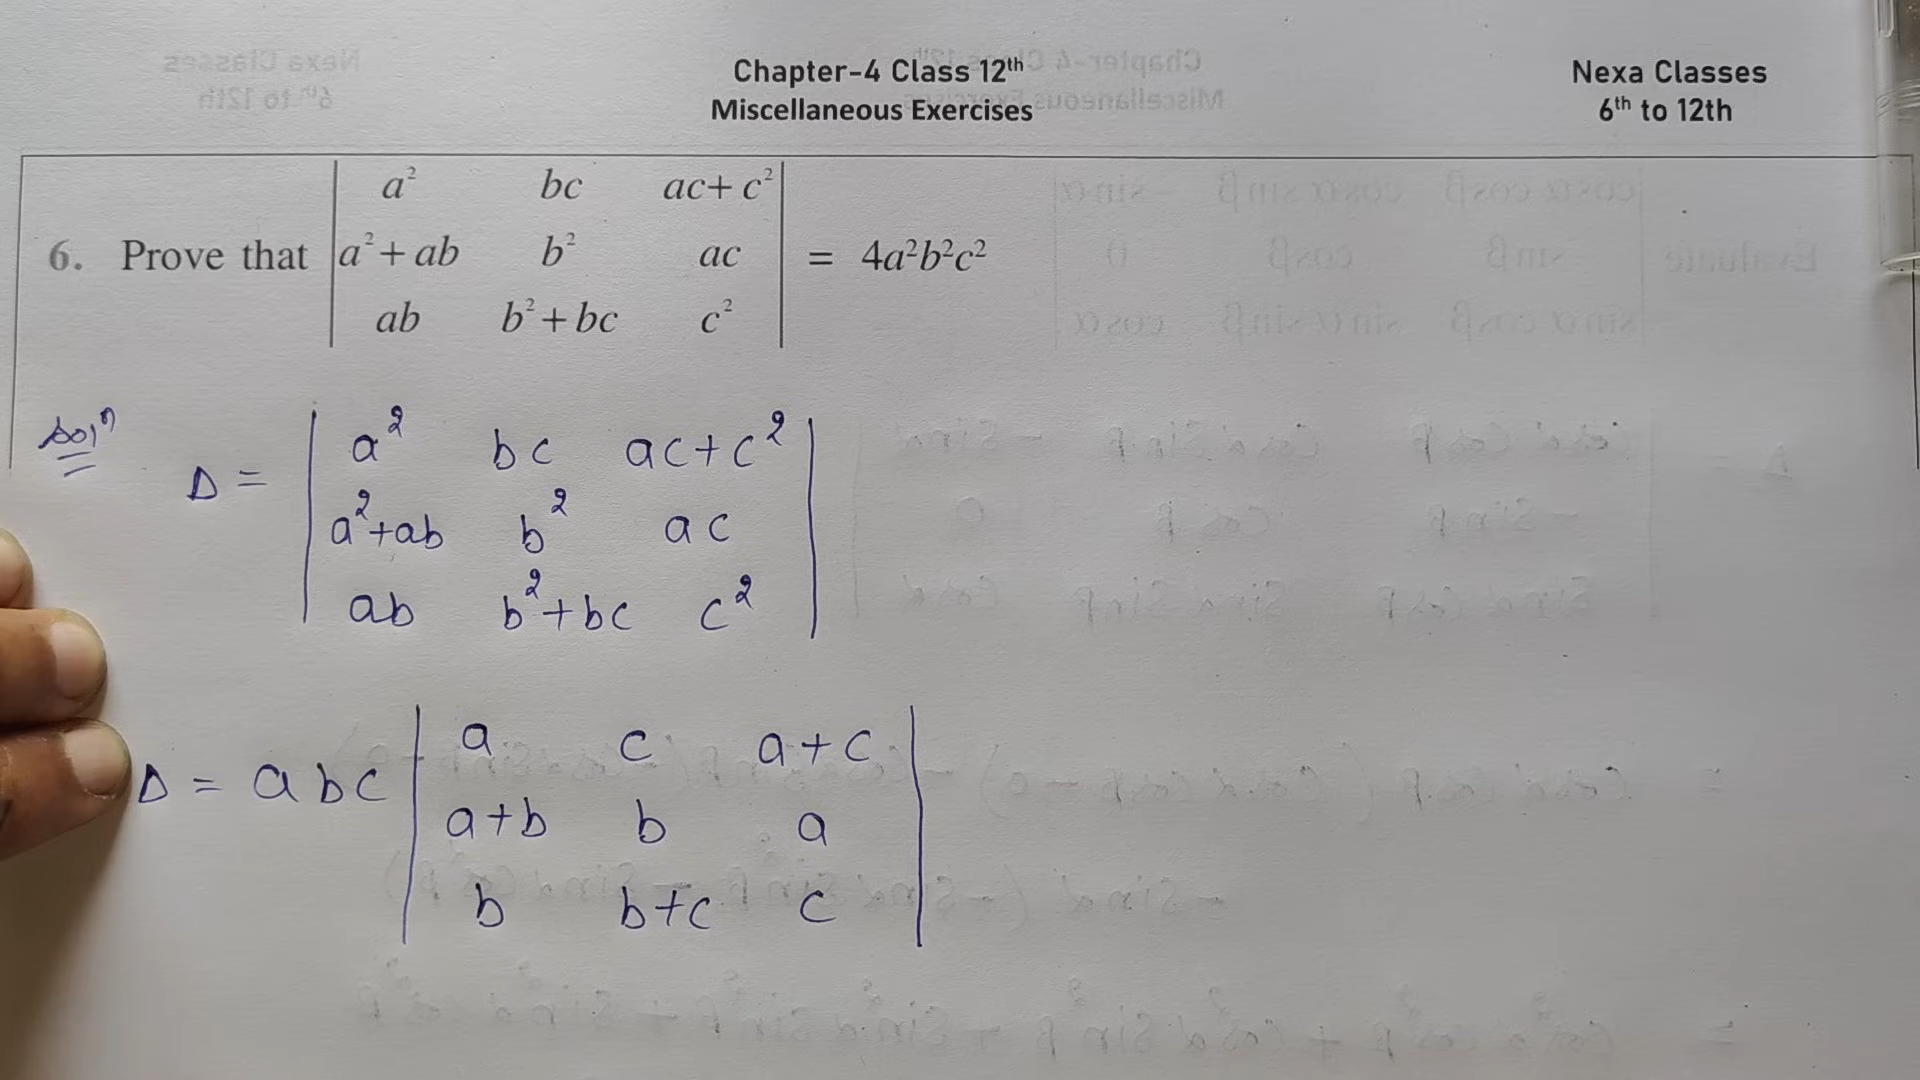 Chapter-4 Class 12th
Miscellaneous Exercises
Nexa Classes
6th to 12th
6. Prove that | a² bc ac+ c² |
| a² + ab b² ac | = 4a²b²c²
| ab b² + bc c² |
Solⁿ
Δ = | a² bc ac+c² |
| a²+ab b² ac |
| ab b²+bc c² |
Δ = abc | a c a+c |
| a+b b a |
| b b+c c |